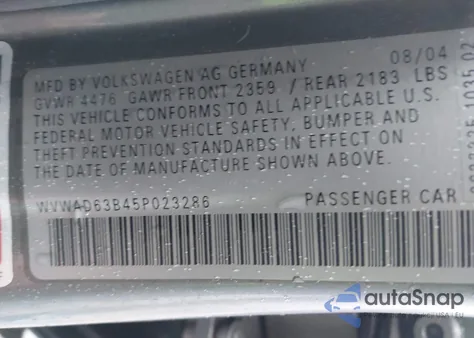 MFD BY VOLKSWAGEN AG GERMANY 08/04
GVWR 4476 GAWR FRONT 2359 / REAR 2183 LBS
THIS VEHICLE CONFORMS TO ALL APPLICABLE U.S.
FEDERAL MOTOR VEHICLE SAFETY, BUMPER AND
THEFT PREVENTION STANDARDS IN EFFECT ON
THE DATE OF MANUFACTURE SHOWN ABOVE.
WVWAD63B45P023286 PASSENGER CAR
autoSnap